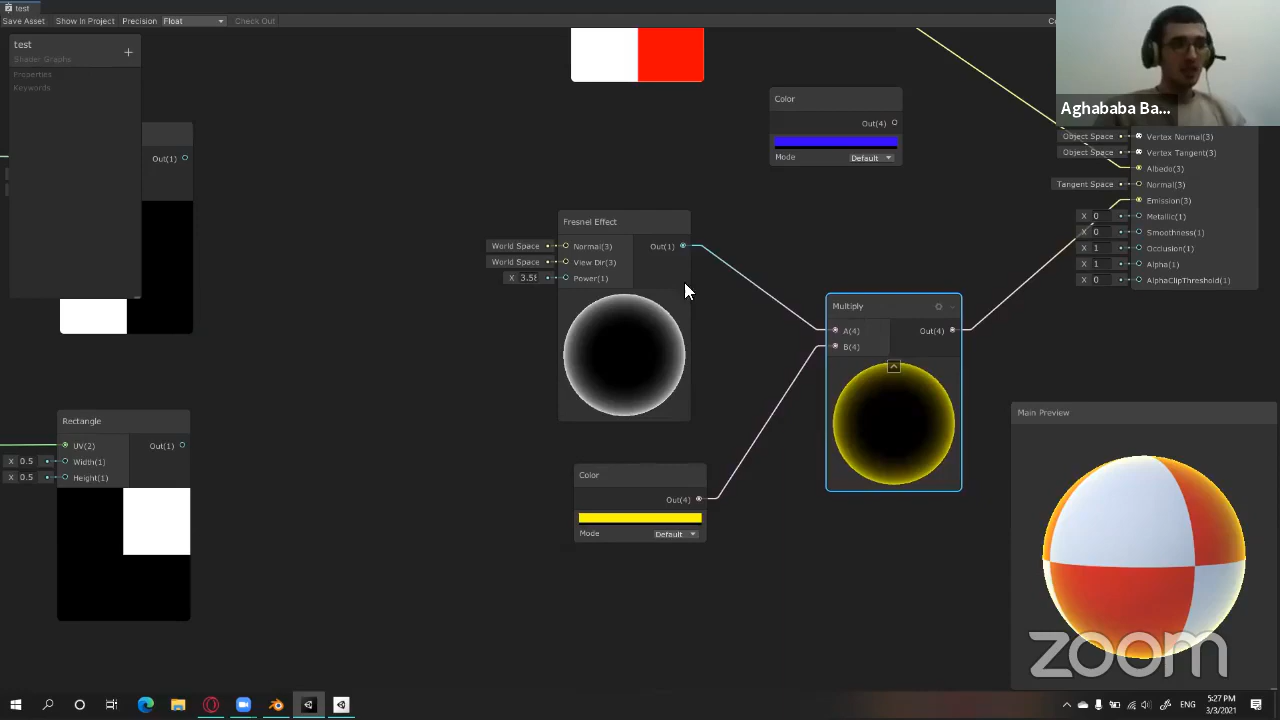 test
Save Asset Show In Project Precision Float Check Out
test
Shader Graphs
Properties
Keywords
Out(1)
Rectangle
UV(2) Out(1)
X 0.5 Width(1)
X 0.5 Height(1)
Fresnel Effect
World Space Normal(3) Out(1)
World Space View Dir(3)
X 3.58 Power(1)
Color
Out(4)
Mode Default
Color
Out(4)
Mode Default
Multiply
A(4) Out(4)
B(4)
Aghababa Ba...
Object Space Vertex Normal(3)
Object Space Vertex Tangent(3)
Albedo(3)
Tangent Space Normal(3)
Emission(3)
X 0 Metallic(1)
X 0 Smoothness(1)
X 1 Occlusion(1)
X 1 Alpha(1)
X 0 AlphaClipThreshold(1)
Main Preview
zoom
ENG
5:27 PM
3/3/2021